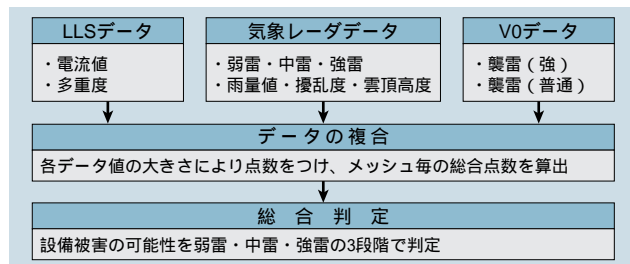 LLSデータ
・電流値
・多重度
気象レーダデータ
・弱雷・中雷・強雷
・雨量値・擾乱度・雲頂高度
V0データ
・襲雷（強）
・襲雷（普通）
データの複合
各データ値の大きさにより点数をつけ、メッシュ毎の総合点数を算出
総合判定
設備被害の可能性を弱雷・中雷・強雷の3段階で判定